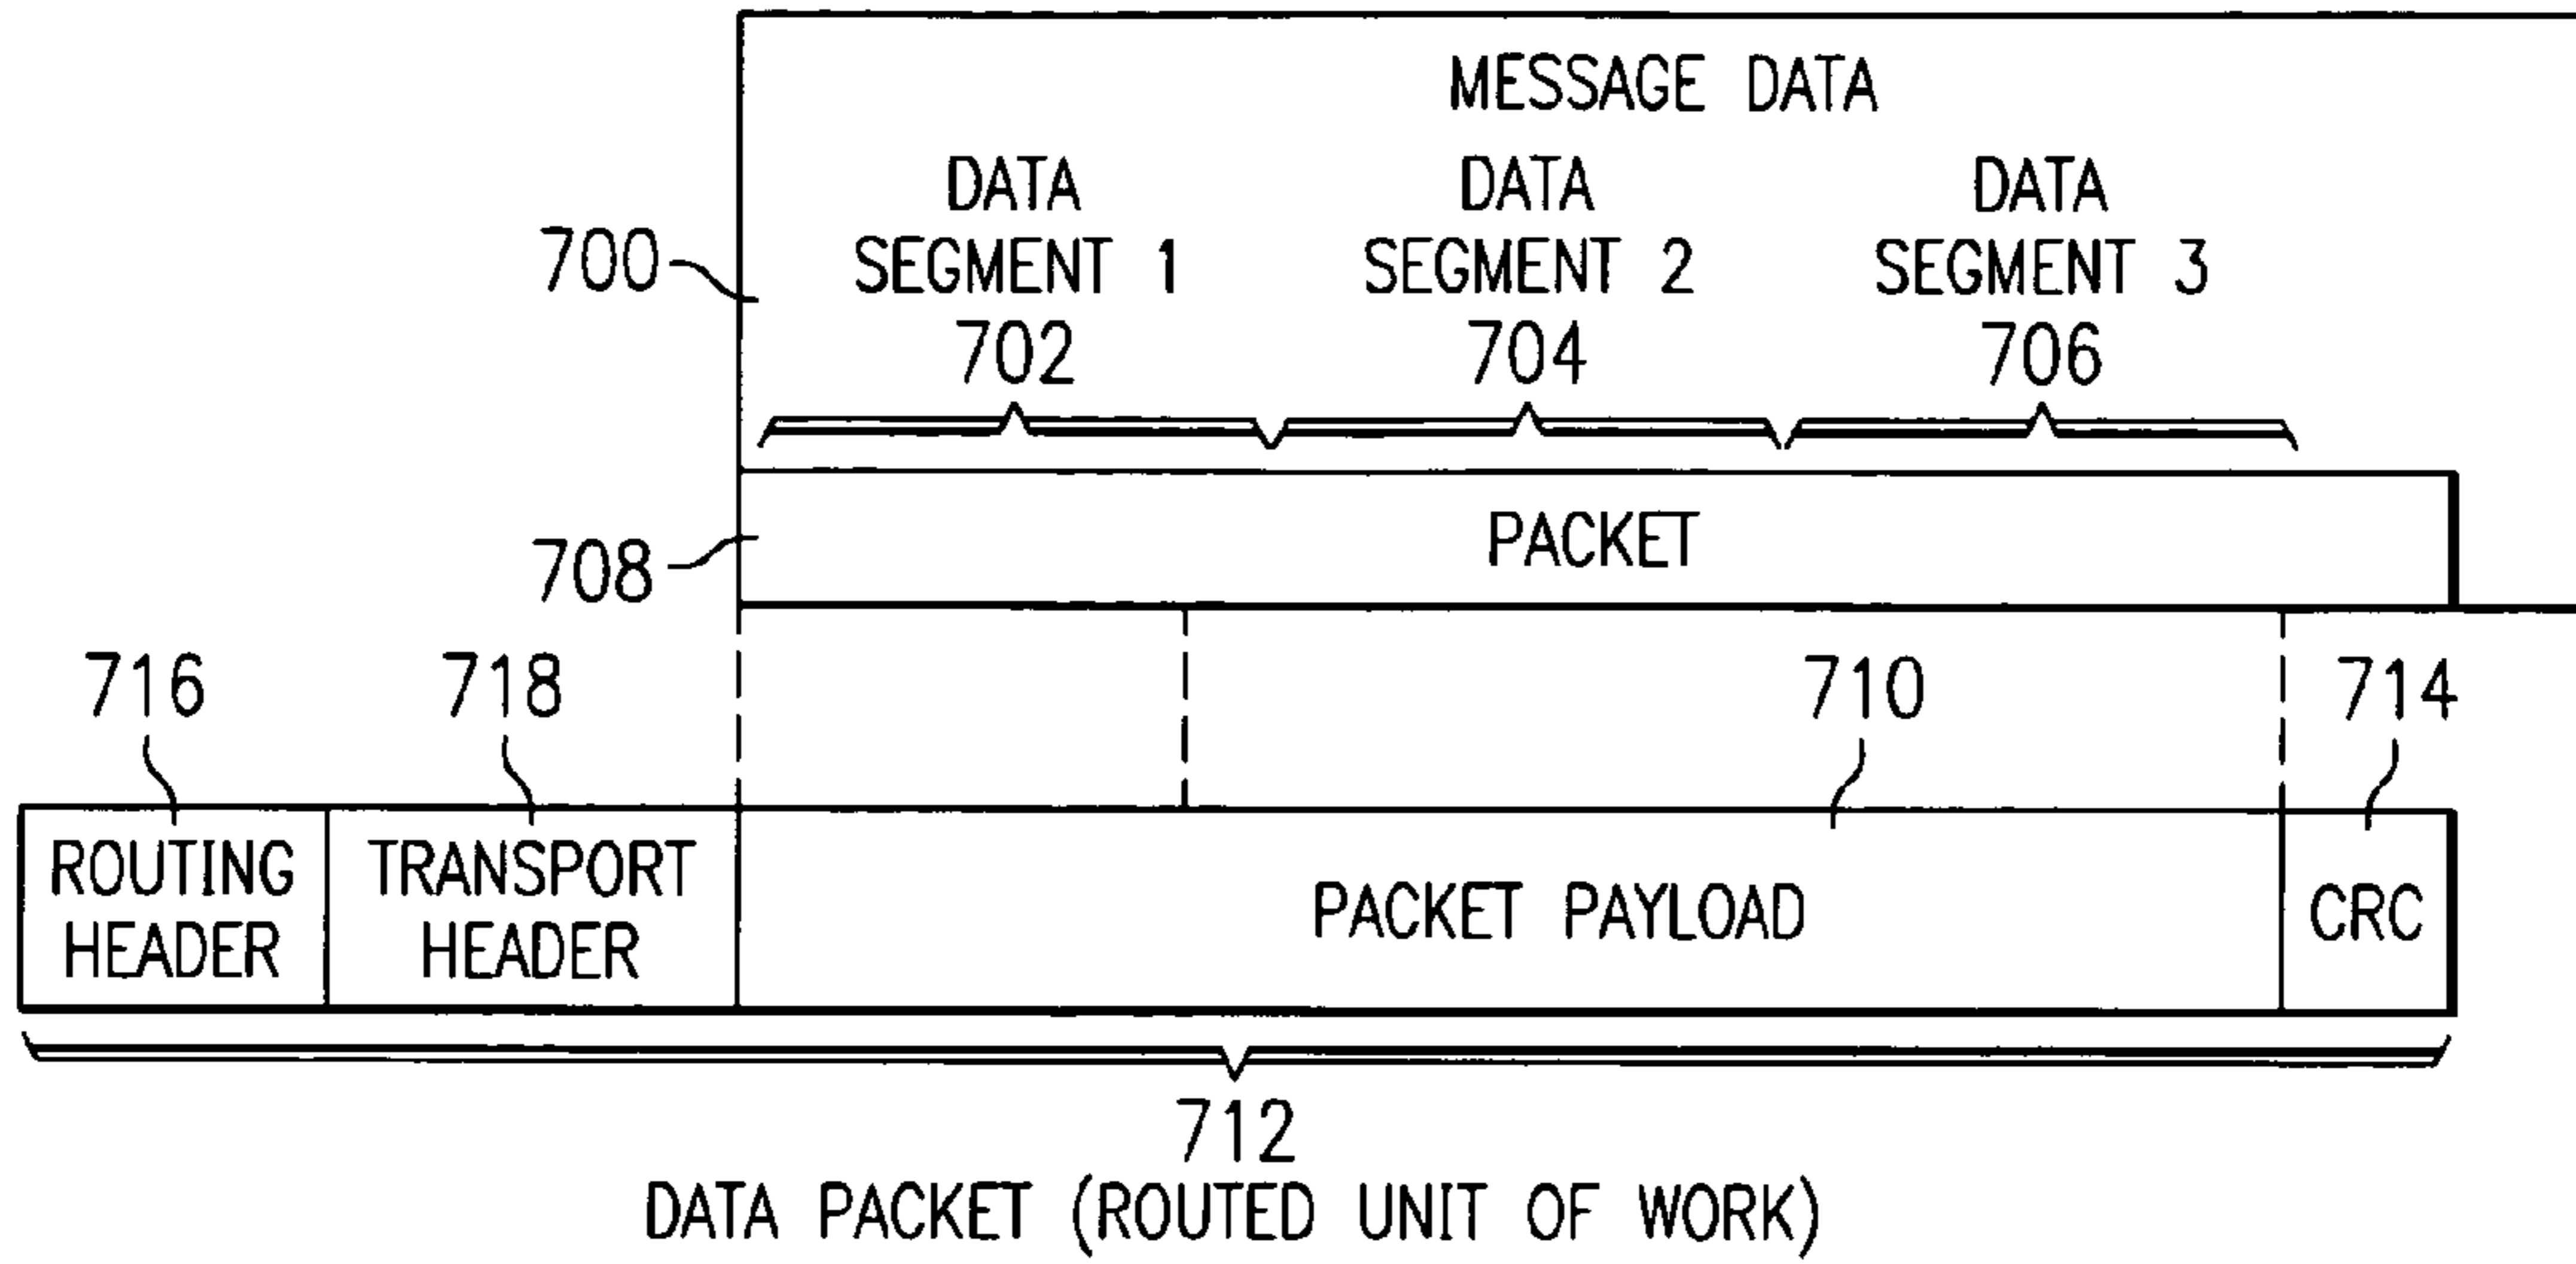 MESSAGE DATA
DATA SEGMENT 1
702
DATA SEGMENT 2
704
DATA SEGMENT 3
706
700
PACKET
708
716
718
710
714
ROUTING HEADER
TRANSPORT HEADER
PACKET PAYLOAD
CRC
712
DATA PACKET (ROUTED UNIT OF WORK)